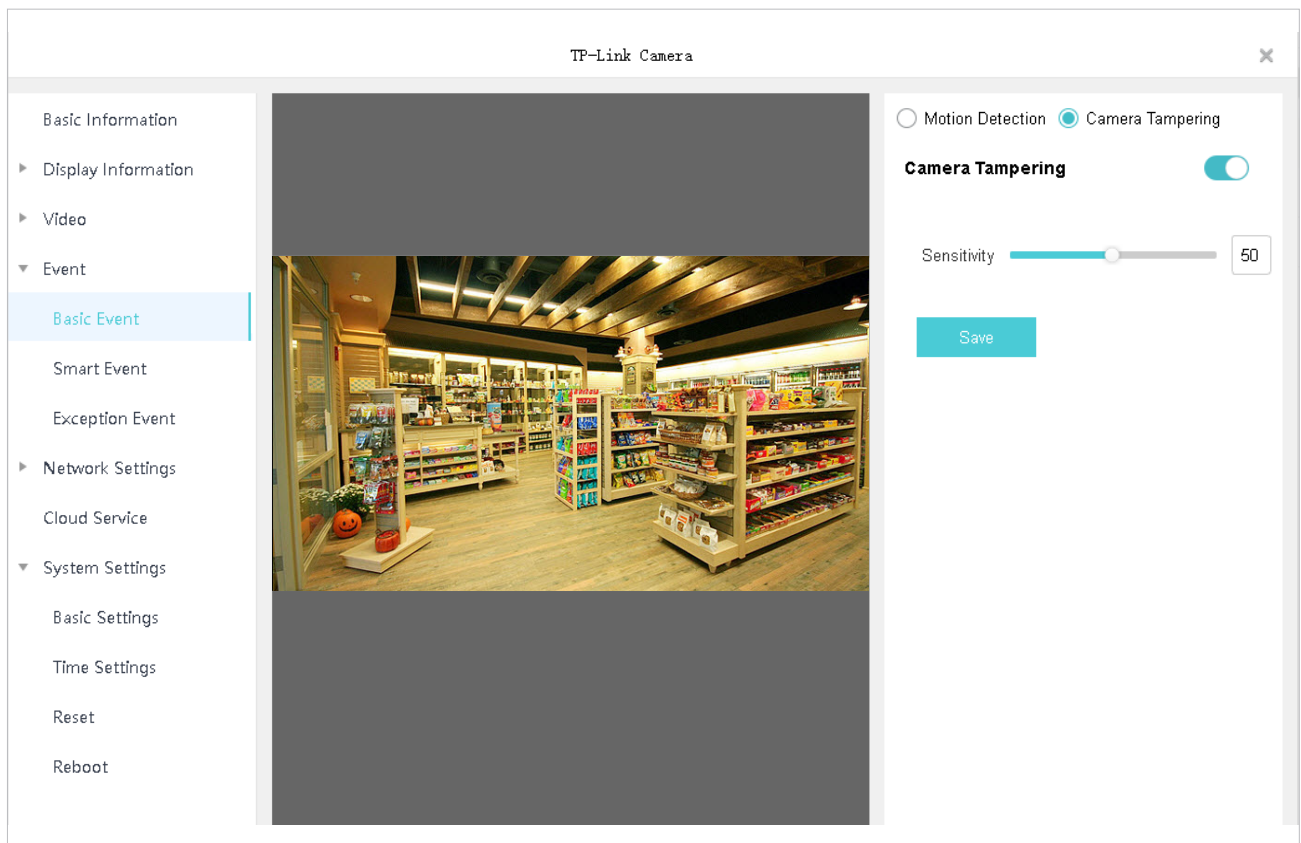 TP-Link Camera
Basic Information
Display Information
Video
Event
Basic Event
Smart Event
Exception Event
Network Settings
Cloud Service
System Settings
Basic Settings
Time Settings
Reset
Reboot
Motion Detection Camera Tampering
Camera Tampering
Sensitivity 50
Save